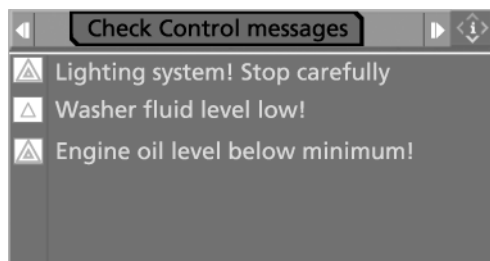 Check Control messages
Lighting system! Stop carefully
Washer fluid level low!
Engine oil level below minimum!